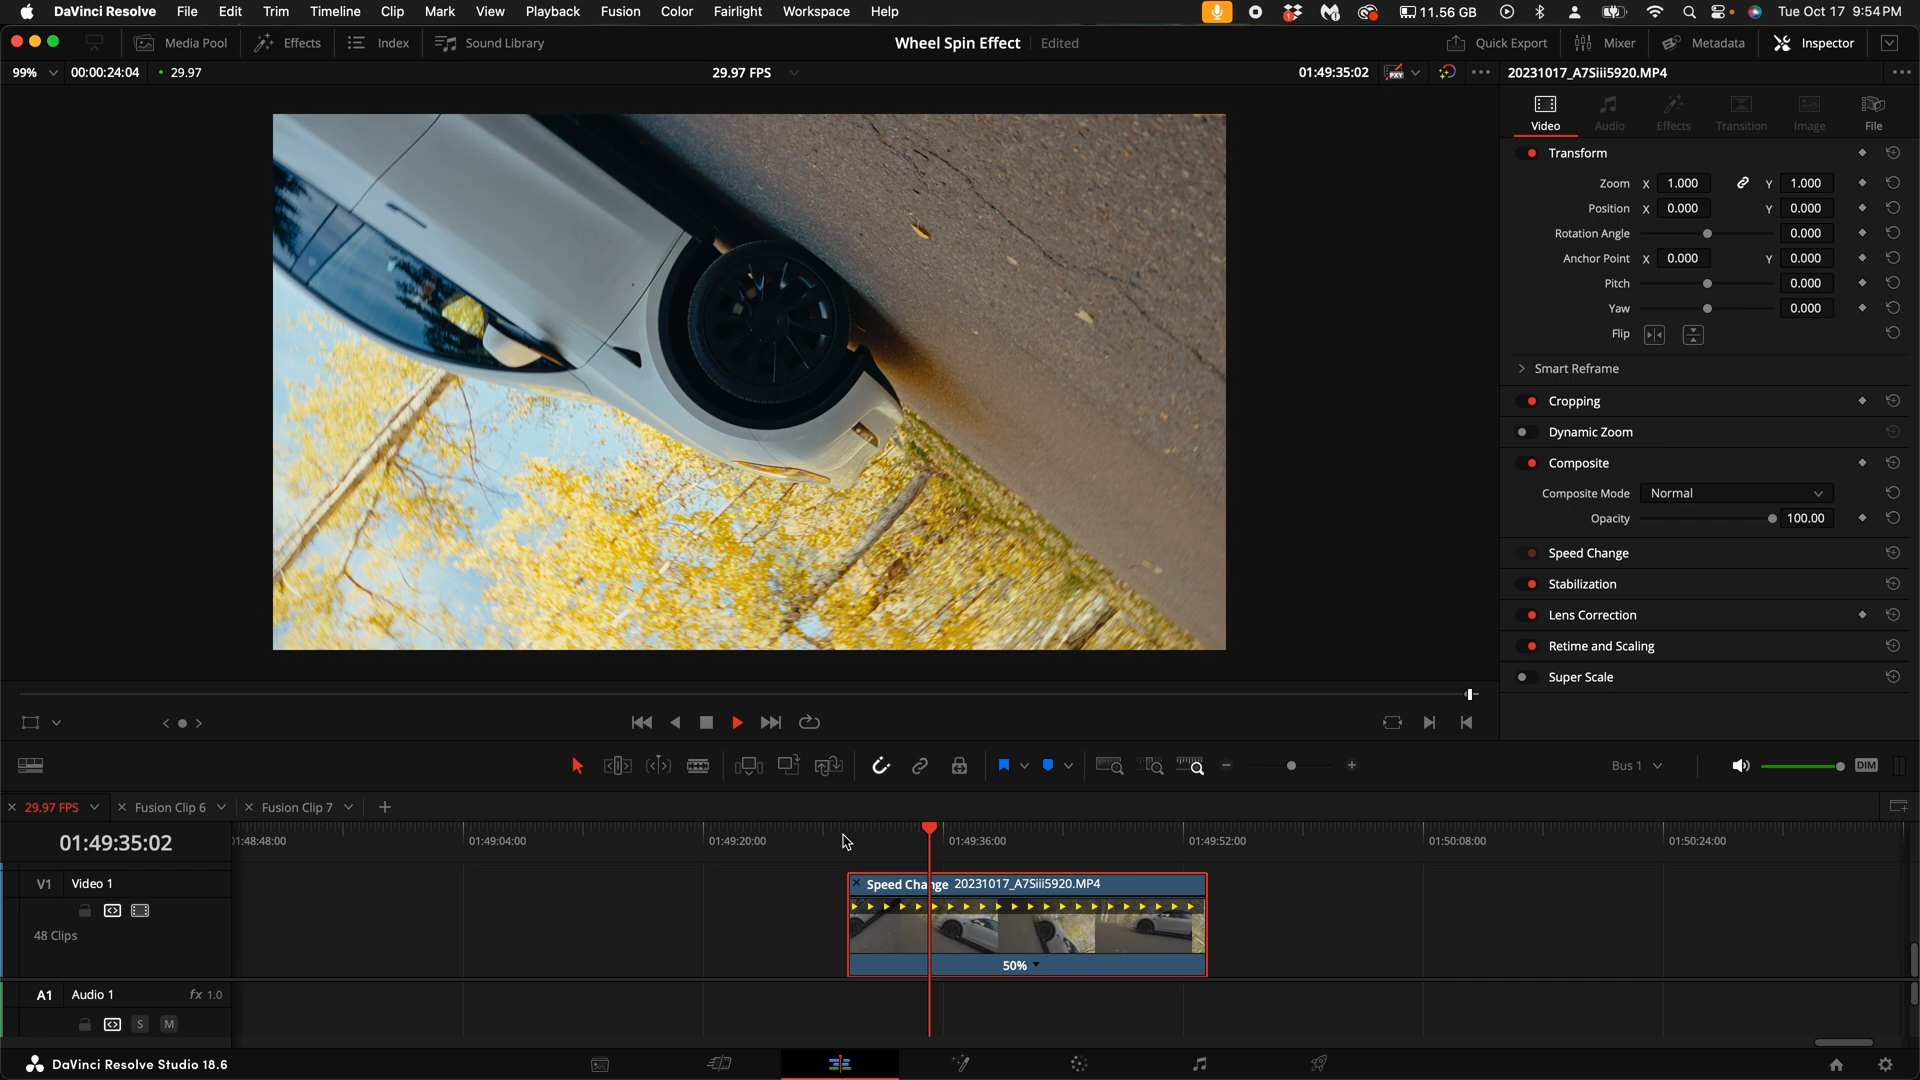 DaVinci Resolve File Edit Trim Timeline Clip Mark View Playback Fusion Color Fairlight Workspace Help 11.56 GB Tue Oct 17 9:54 PM
Media Pool Effects Index Sound Library Wheel Spin Effect Edited Quick Export Mixer Metadata Inspector
99% 00:00:24:04 29.97 29.97 FPS 01:49:35:02 PXY 20231017_A7Siii5920.MP4
Video Audio Effects Transition Image File
Transform
Zoom X 1.000 Y 1.000
Position X 0.000 Y 0.000
Rotation Angle 0.000
Anchor Point X 0.000 Y 0.000
Pitch 0.000
Yaw 0.000
Flip
Smart Reframe
Cropping
Dynamic Zoom
Composite
Composite Mode Normal
Opacity 100.00
Speed Change
Stabilization
Lens Correction
Retime and Scaling
Super Scale
Bus 1 DIM
29.97 FPS Fusion Clip 6 Fusion Clip 7
01:49:35:02 01:48:48:00 01:49:04:00 01:49:20:00 01:49:36:00 01:49:52:00 01:50:08:00 01:50:24:00
V1 Video 1 Speed Change 20231017_A7Siii5920.MP4
48 Clips
50%
A1 Audio 1 fx 1.0
S M
DaVinci Resolve Studio 18.6